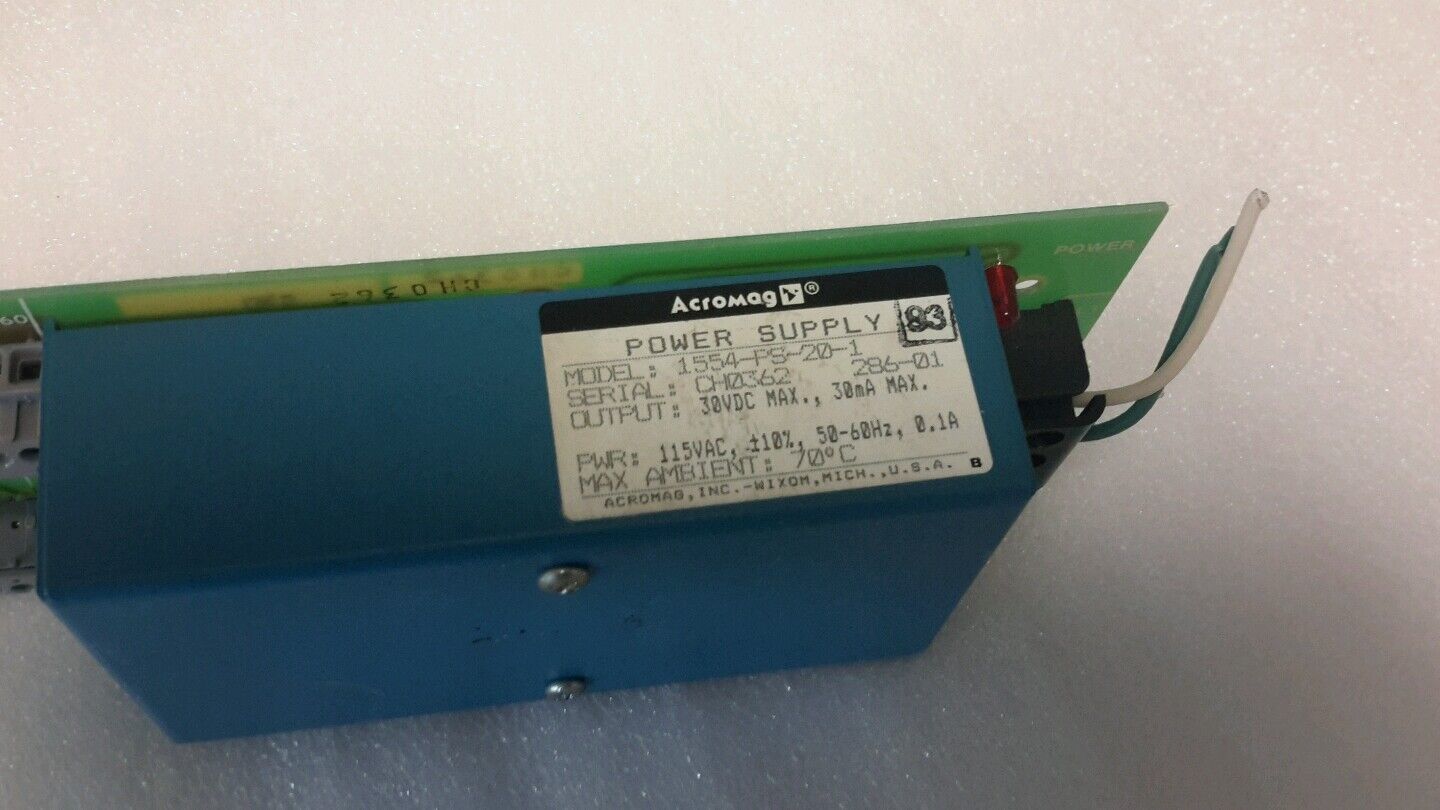 POWER
60
CH0362
Acromag ®
POWER SUPPLY 83
MODEL: 1554-PS-20-1
SERIAL: CH0362 286-01
OUTPUT: 30VDC MAX., 30mA MAX.
PWR: 115VAC, ±10%, 50-60Hz, 0.1A
MAX AMBIENT: 70°C
ACROMAG, INC.-WIXOM, MICH., U.S.A. B